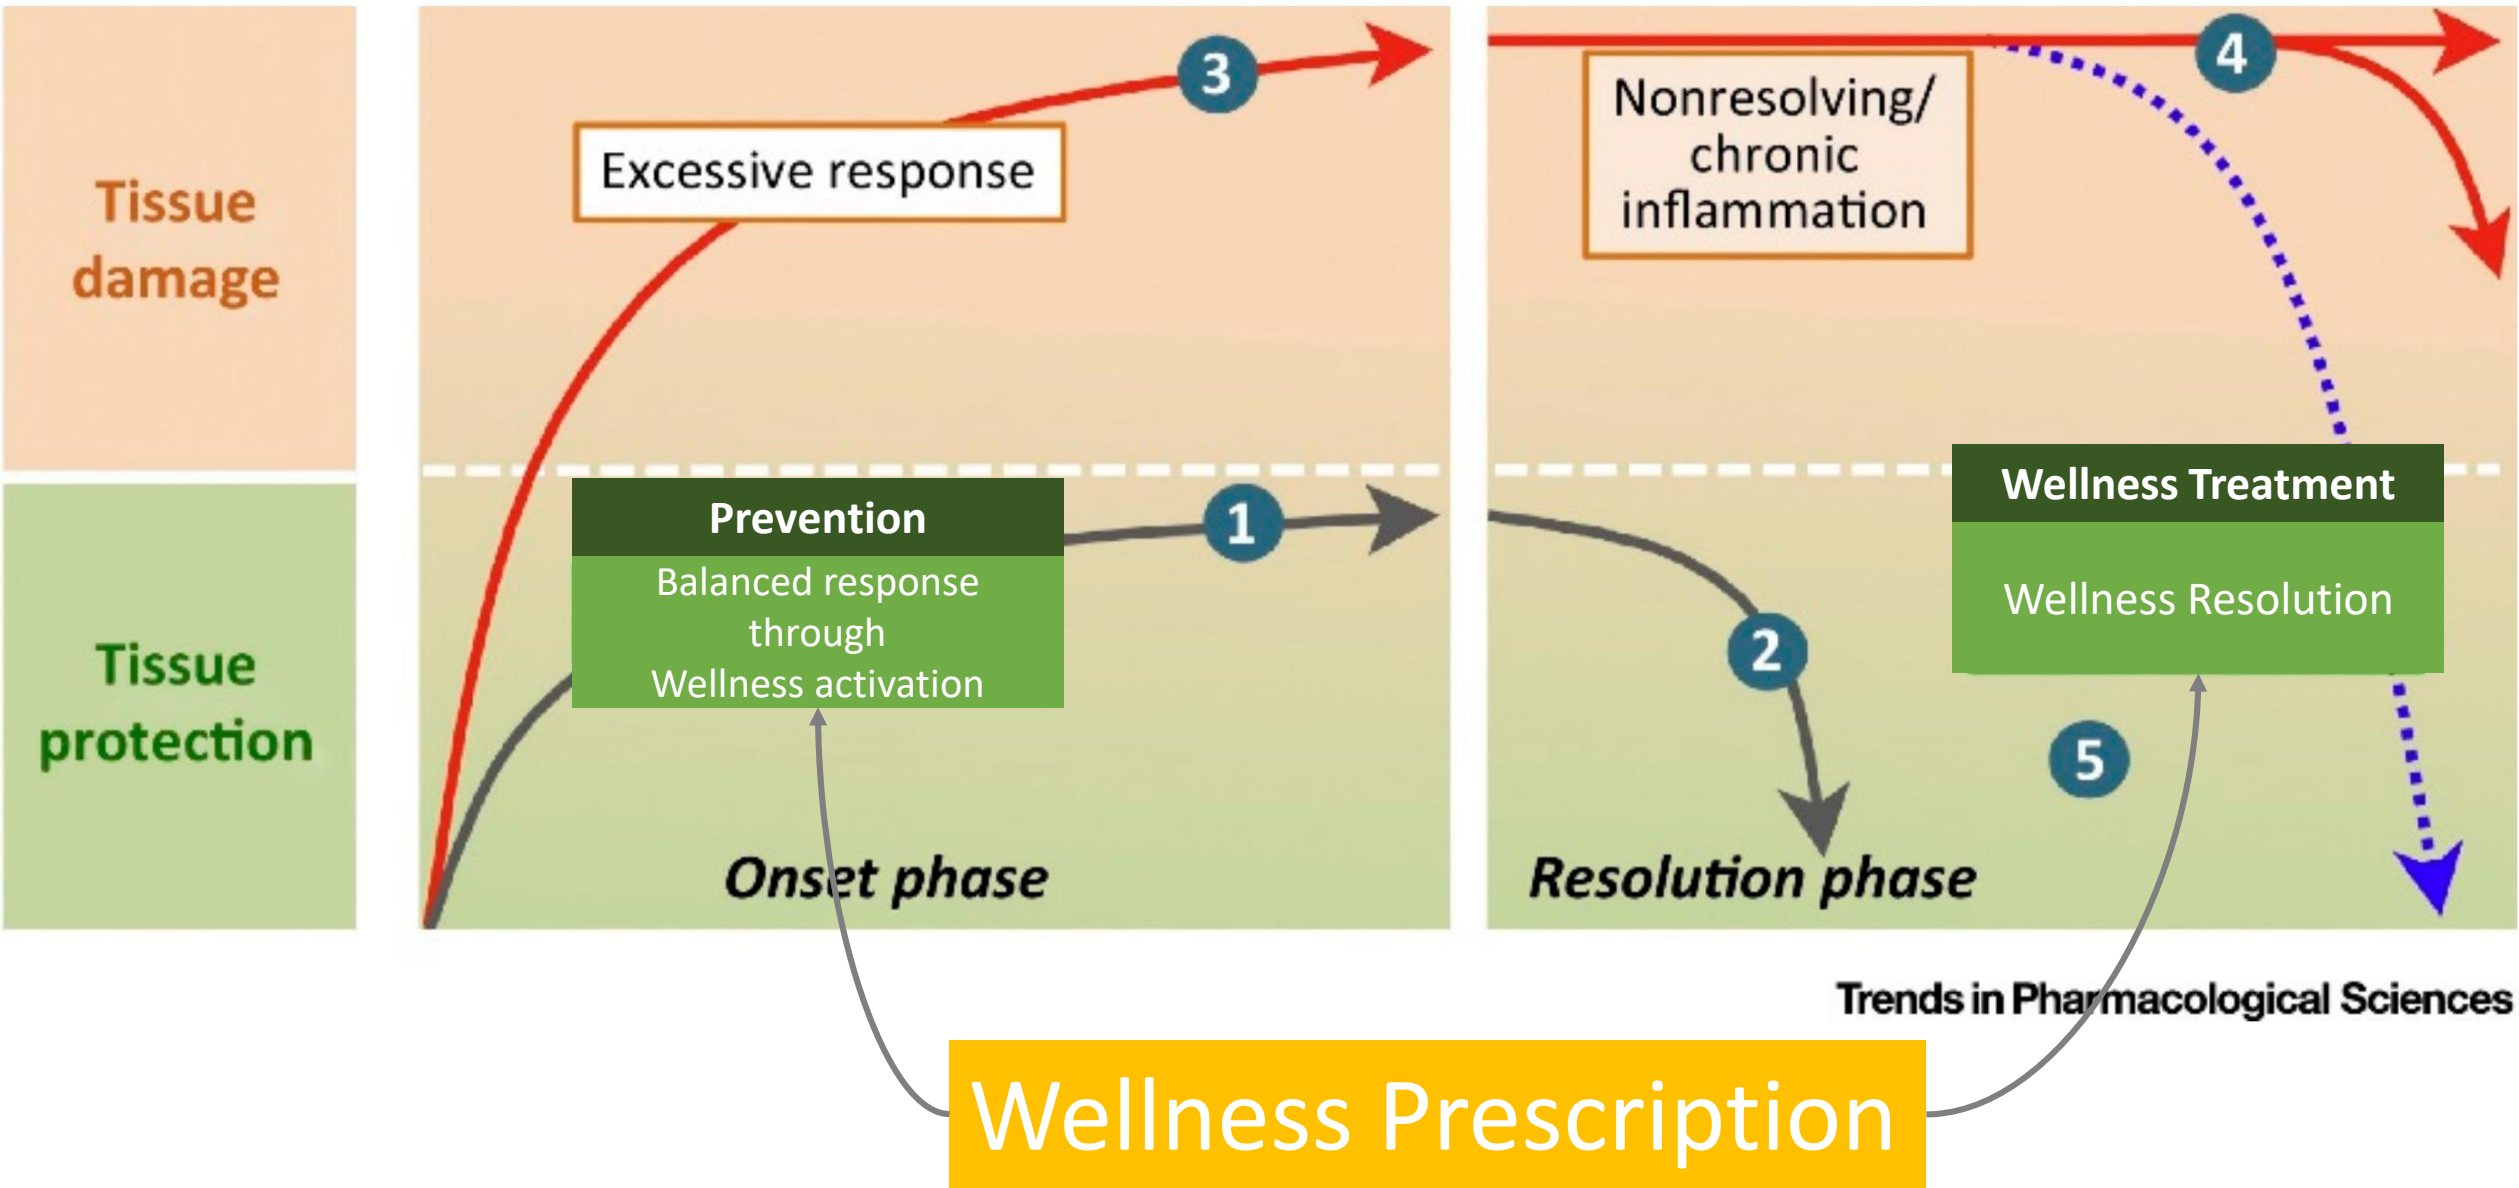 Tissue
damage
Tissue
protection
3
Excessive response
1
Prevention
Balanced response
through
Wellness activation
Onset phase
4
Nonresolving/
chronic
inflammation
Wellness Treatment
Wellness Resolution
2
5
Resolution phase
Trends in Pharmacological Sciences
Wellness Prescription